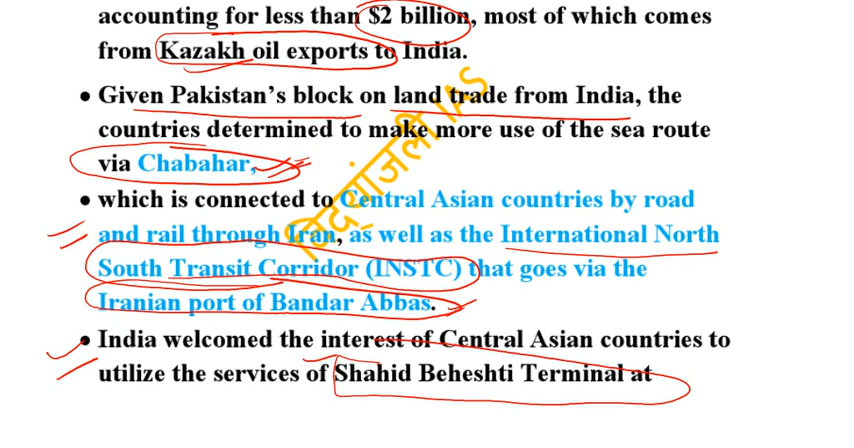 accounting for less than $2 billion, most of which comes
from Kazakh oil exports to India.
• Given Pakistan's block on land trade from India, the
countries determined to make more use of the sea route
via Chabahar,
• which is connected to Central Asian countries by road
and rail through Iran, as well as the International North
South Transit Corridor (INSTC) that goes via the
Iranian port of Bandar Abbas.
• India welcomed the interest of Central Asian countries to
utilize the services of Shahid Beheshti Terminal at
विद्यांजली IAS